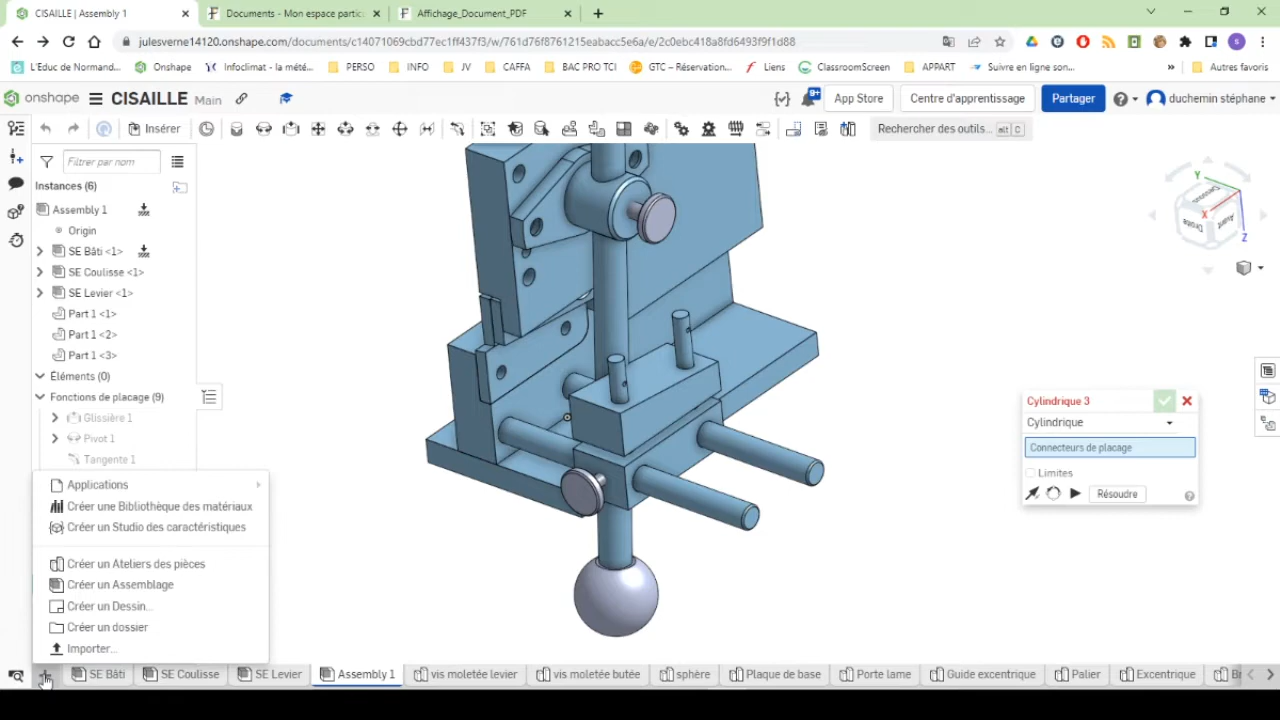 CISAILLE | Assembly 1
Documents - Mon espace partic
Affichage_Document_PDF
julesverne14120.onshape.com/documents/c14071069cbd77ec1ff437f3/w/761d76f8761215eabacc5e6a/e/2c0ebc418a8fd6493f9f1d88
L'Educ de Normand... Onshape Infoclimat - la mété... PERSO INFO JV CAFFA BAC PRO TCI GTC – Réservation... Liens ClassroomScreen APPART Suivre en ligne son... » Autres favoris
onshape CISAILLE Main 9+ App Store Centre d'apprentissage Partager duchemin stéphane
Insérer Rechercher des outils... alt C
Filtrer par nom
Instances (6)
Assembly 1
Origin
SE Bâti <1>
SE Coulisse <1>
SE Levier <1>
Part 1 <1>
Part 1 <2>
Part 1 <3>
Éléments (0)
Fonctions de placage (9)
Glissière 1
Pivot 1
Tangente 1
Applications
Créer une Bibliothèque des matériaux
Créer un Studio des caractéristiques
Créer un Ateliers des pièces
Créer un Assemblage
Créer un Dessin...
Créer un dossier
Importer...
Y
X
Z
Dessous
Droite
Avant
Cylindrique 3
Cylindrique
Connecteurs de placage
Limites
Résoudre
SE Bâti SE Coulisse SE Levier Assembly 1 vis moletée levier vis moletée butée sphère Plaque de base Porte lame Guide excentrique Palier Excentrique